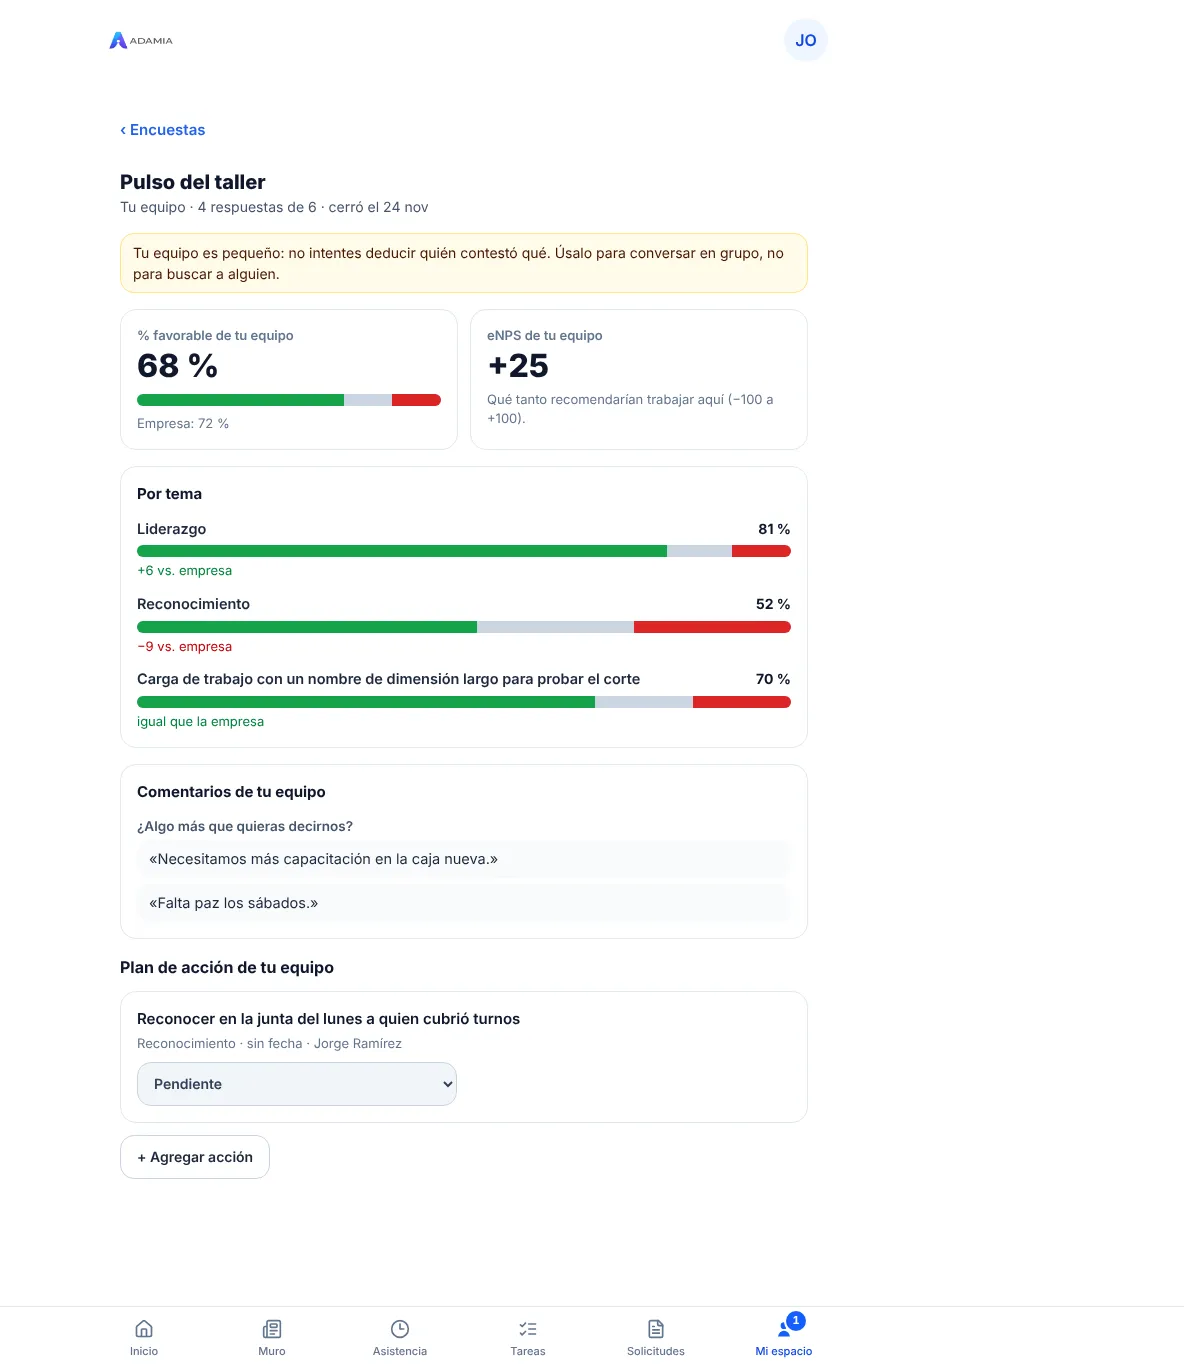 ADAMIA
JO
‹ Encuestas
Pulso del taller
Tu equipo · 4 respuestas de 6 · cerró el 24 nov
Tu equipo es pequeño: no intentes deducir quién contestó qué. Úsalo para conversar en grupo, no
para buscar a alguien.
% favorable de tu equipo
68 %
Empresa: 72 %
eNPS de tu equipo
+25
Qué tanto recomendarían trabajar aquí (−100 a
+100).
Por tema
Liderazgo 81 %
+6 vs. empresa
Reconocimiento 52 %
−9 vs. empresa
Carga de trabajo con un nombre de dimensión largo para probar el corte 70 %
igual que la empresa
Comentarios de tu equipo
¿Algo más que quieras decirnos?
«Necesitamos más capacitación en la caja nueva.»
«Falta paz los sábados.»
Plan de acción de tu equipo
Reconocer en la junta del lunes a quien cubrió turnos
Reconocimiento · sin fecha · Jorge Ramírez
Pendiente
+ Agregar acción
1
Inicio Muro Asistencia Tareas Solicitudes Mi espacio